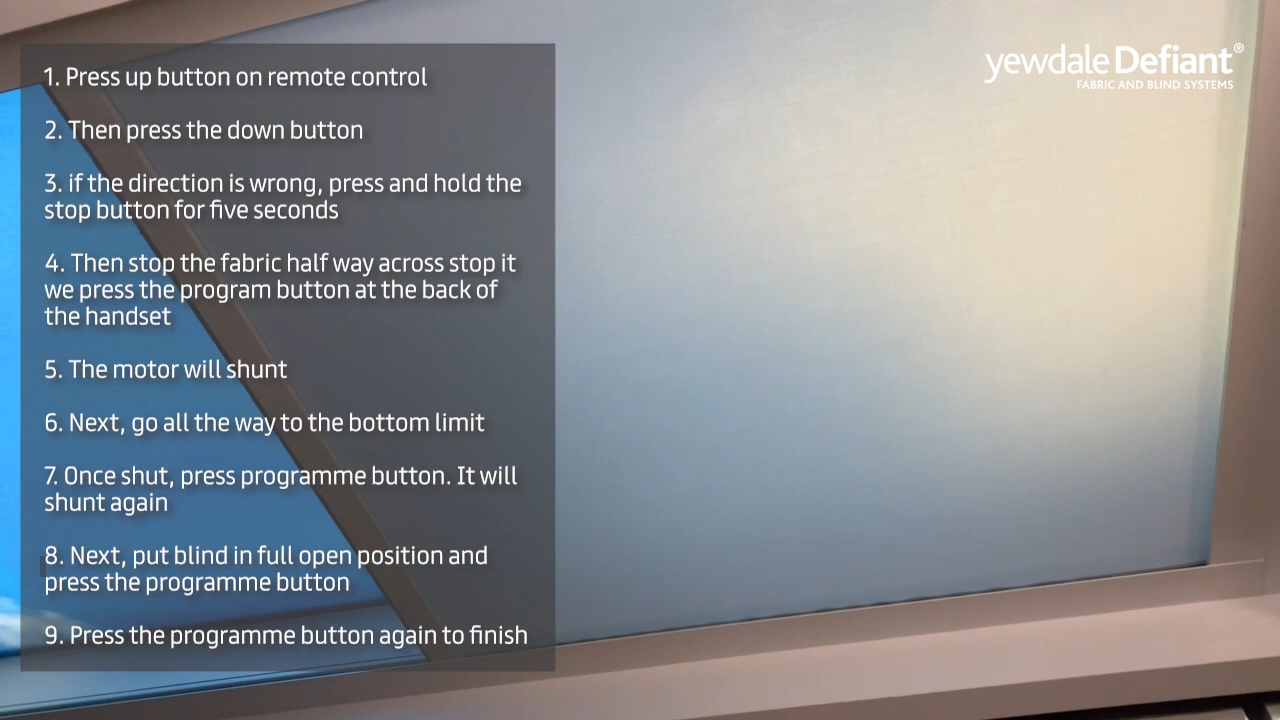 1. Press up button on remote control
2. Then press the down button
3. if the direction is wrong, press and hold the
stop button for five seconds
4. Then stop the fabric half way across stop it
we press the program button at the back of
the handset
5. The motor will shunt
6. Next, go all the way to the bottom limit
7. Once shut, press programme button. It will
shunt again
8. Next, put blind in full open position and
press the programme button
9. Press the programme button again to finish
yewdale Defiant®
FABRIC AND BLIND SYSTEMS